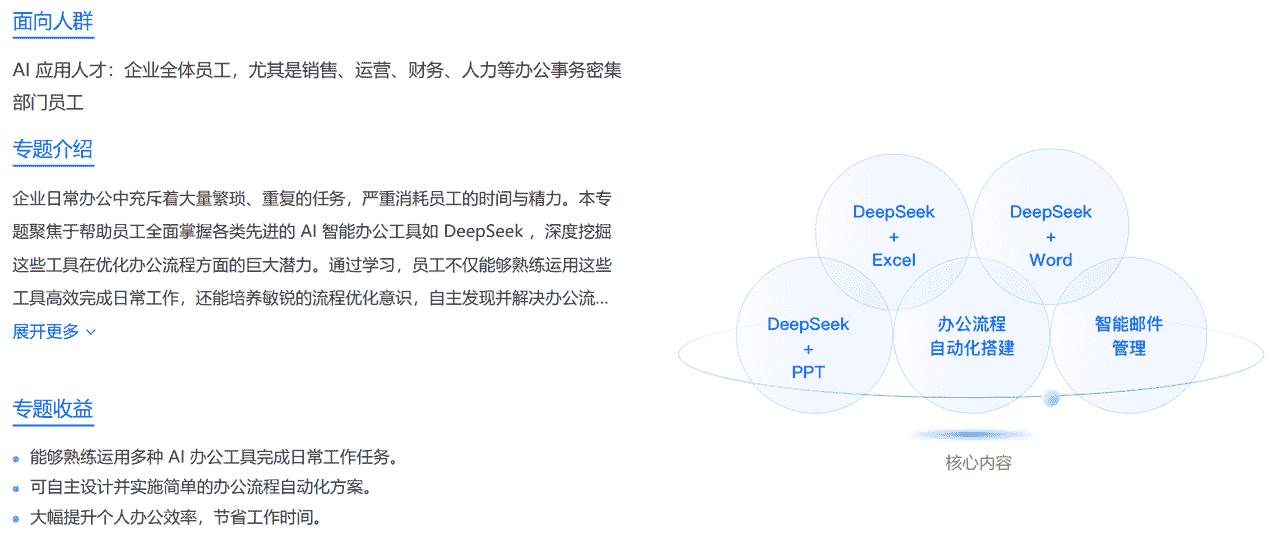 面向人群
AI 应用人才：企业全体员工，尤其是销售、运营、财务、人力等办公事务密集
部门员工
专题介绍
企业日常办公中充斥着大量繁琐、重复的任务，严重消耗员工的时间与精力。本专
题聚焦于帮助员工全面掌握各类先进的 AI 智能办公工具如 DeepSeek ，深度挖掘
这些工具在优化办公流程方面的巨大潜力。通过学习，员工不仅能够熟练运用这些
工具高效完成日常工作，还能培养敏锐的流程优化意识，自主发现并解决办公流...
展开更多
专题收益
能够熟练运用多种 AI 办公工具完成日常工作任务。
可自主设计并实施简单的办公流程自动化方案。
大幅提升个人办公效率，节省工作时间。
DeepSeek
+
Excel
DeepSeek
+
Word
DeepSeek
+
PPT
办公流程
自动化搭建
智能邮件
管理
核心内容